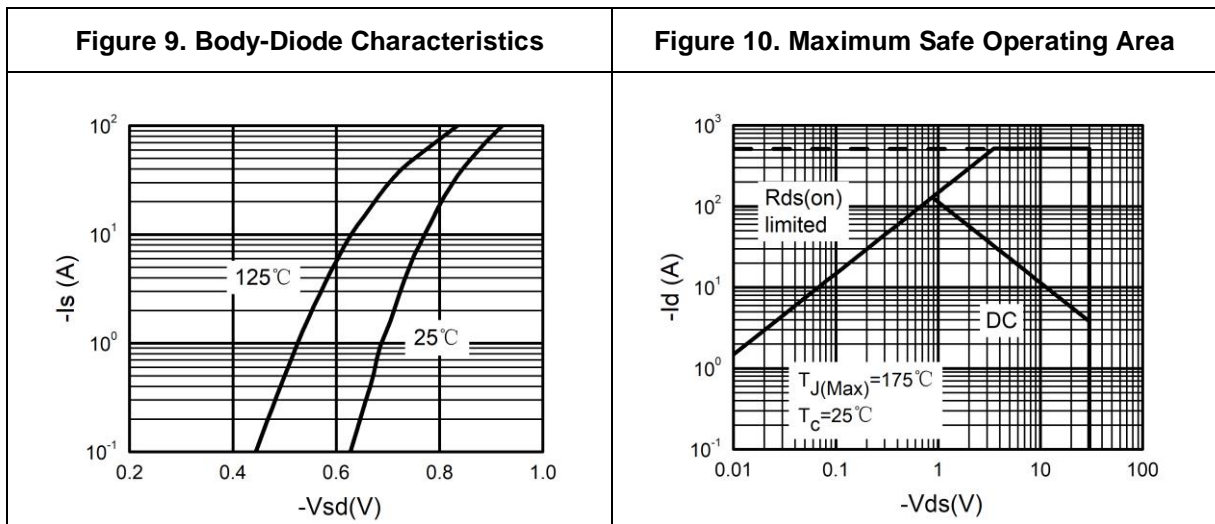 Figure 9. Body-Diode Characteristics
Figure 10. Maximum Safe Operating Area
10²
10¹
10⁰
10⁻¹
-Is (A)
125℃
25℃
0.2 0.4 0.6 0.8 1.0
-Vsd(V)
10³
10²
10¹
10⁰
10⁻¹
-Id (A)
Rds(on)
limited
DC
TJ(Max)=175℃
Tc=25℃
0.01 0.1 1 10 100
-Vds(V)